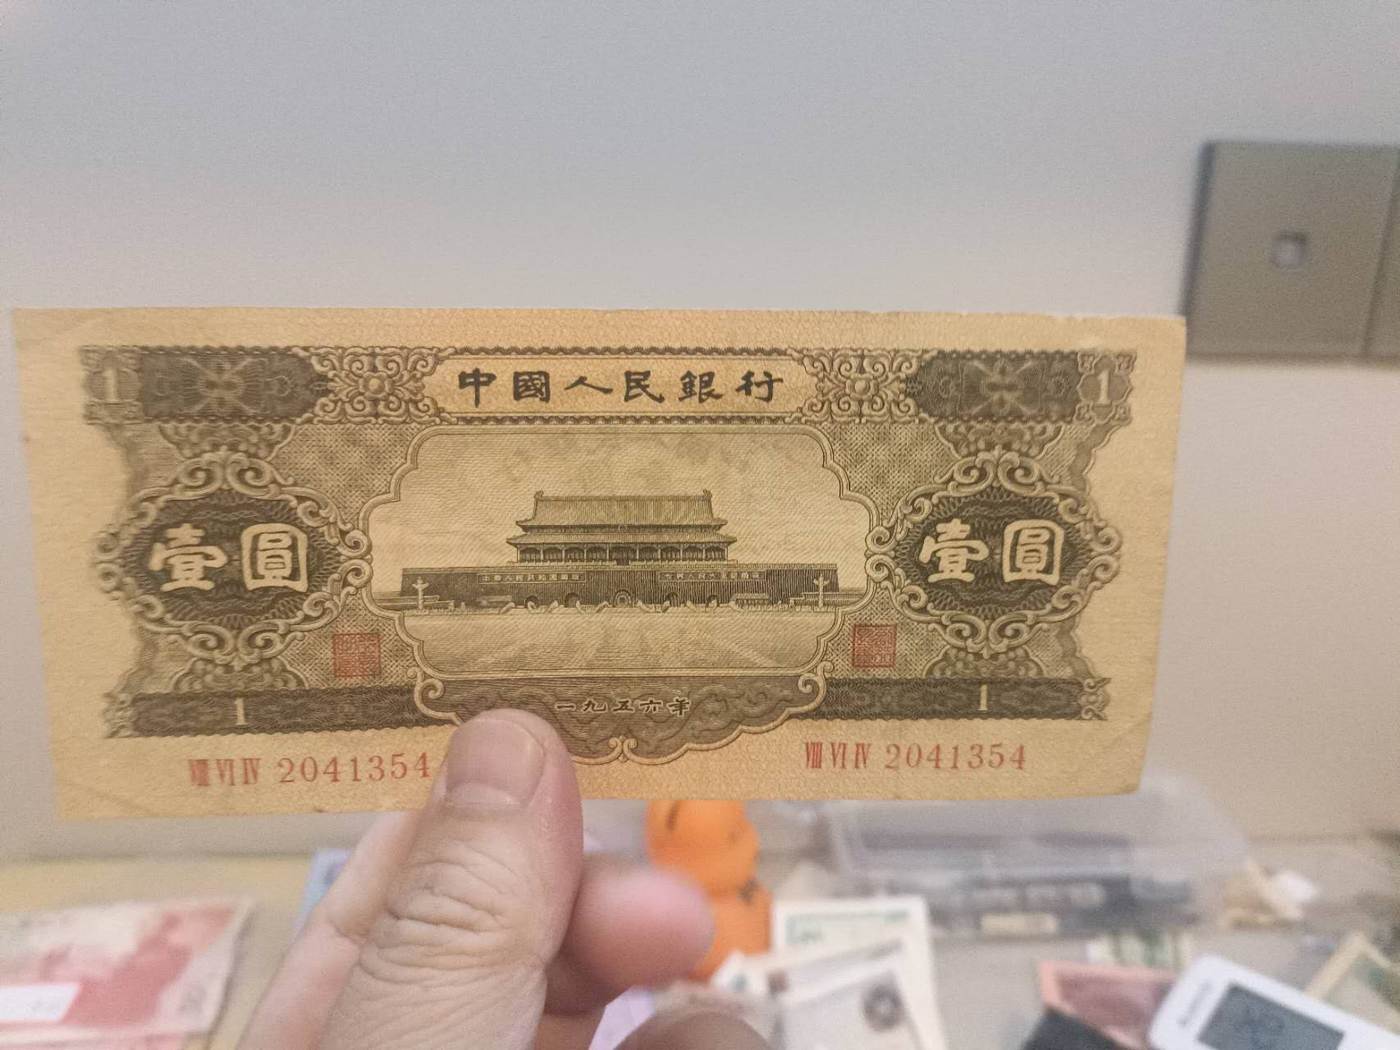 中國人民銀行
1 1
壹圓 壹圓
1 一九五六年 1
Ⅷ Ⅵ Ⅳ 2041354 Ⅷ Ⅵ Ⅳ 2041354